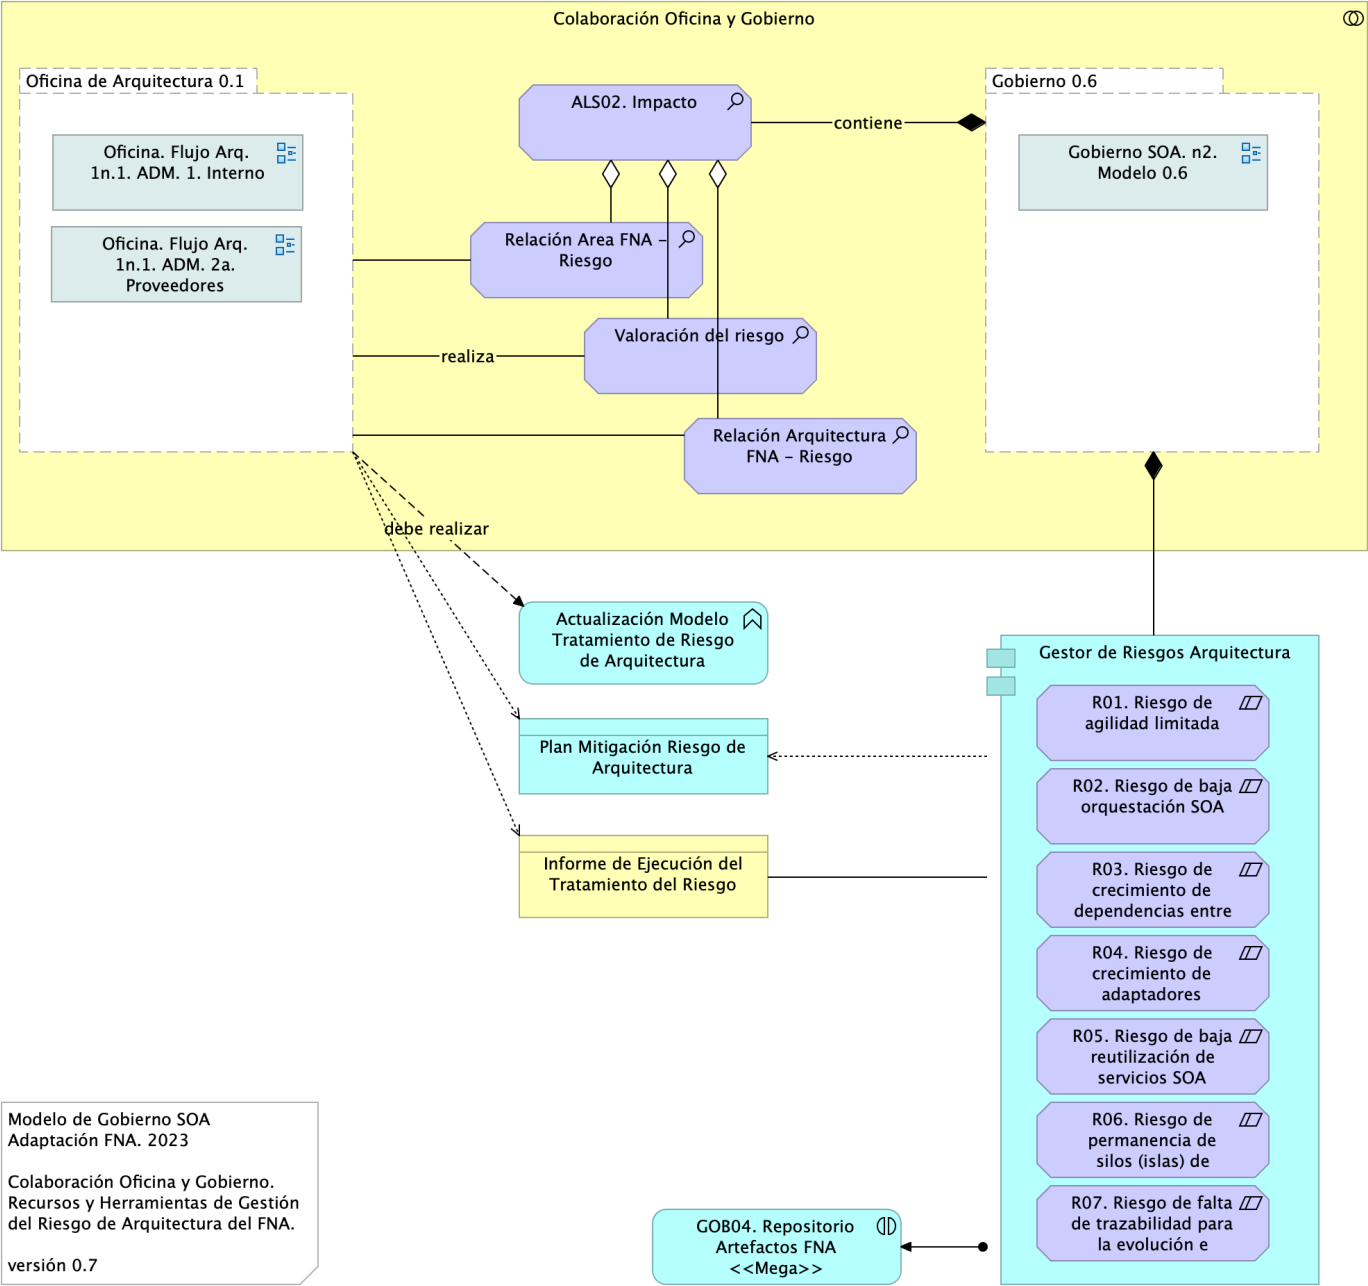 Colaboración Oficina y Gobierno
Oficina de Arquitectura 0.1
Oficina. Flujo Arq.
1n.1. ADM. 1. Interno
Oficina. Flujo Arq.
1n.1. ADM. 2a.
Proveedores
ALS02. Impacto
contiene
Gobierno 0.6
Gobierno SOA. n2.
Modelo 0.6
Relación Area FNA –
Riesgo
Valoración del riesgo
realiza
Relación Arquitectura
FNA – Riesgo
debe realizar
Actualización Modelo
Tratamiento de Riesgo
de Arquitectura
Plan Mitigación Riesgo de
Arquitectura
Informe de Ejecución del
Tratamiento del Riesgo
Gestor de Riesgos Arquitectura
R01. Riesgo de
agilidad limitada
R02. Riesgo de baja
orquestación SOA
R03. Riesgo de
crecimiento de
dependencias entre
R04. Riesgo de
crecimiento de
adaptadores
R05. Riesgo de baja
reutilización de
servicios SOA
R06. Riesgo de
permanencia de
silos (islas) de
R07. Riesgo de falta
de trazabilidad para
la evolución e
GOB04. Repositorio
Artefactos FNA
<<Mega>>
Modelo de Gobierno SOA
Adaptación FNA. 2023
Colaboración Oficina y Gobierno.
Recursos y Herramientas de Gestión
del Riesgo de Arquitectura del FNA.
versión 0.7